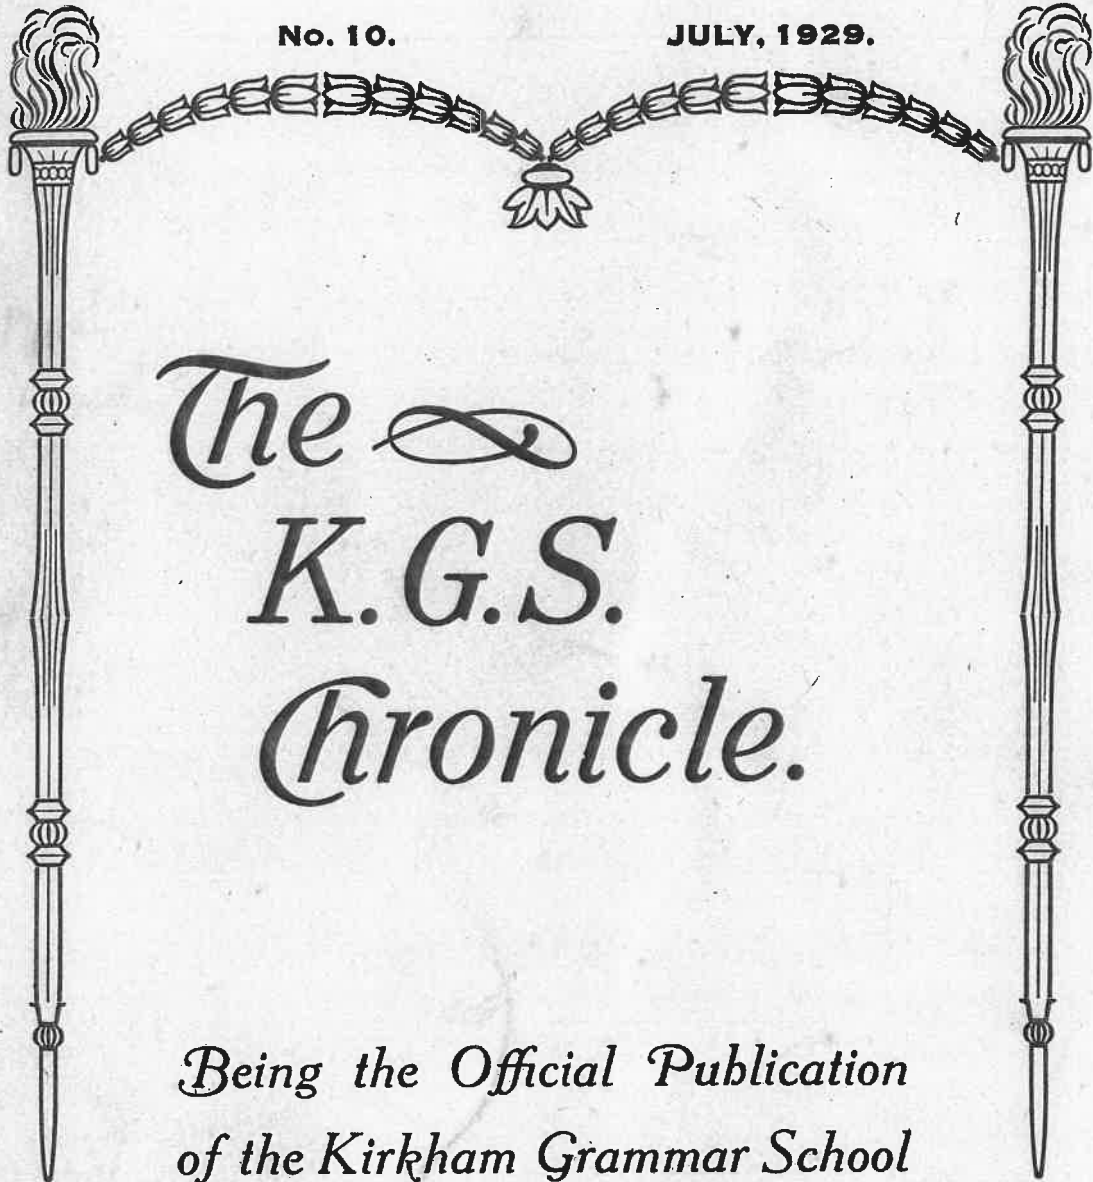 No. 10. JULY, 1929.
The
K.G.S.
Chronicle.
Being the Official Publication
of the Kirkham Grammar School